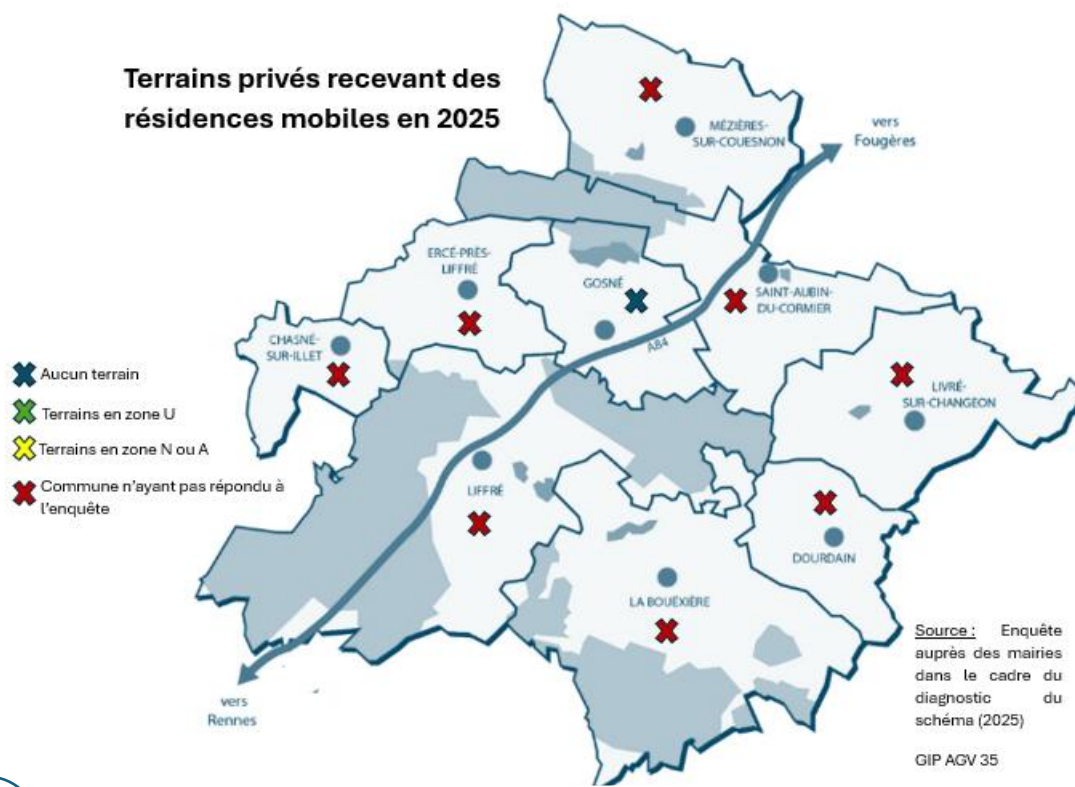 Terrains privés recevant des
résidences mobiles en 2025
MÉZIÈRES-
SUR-COUESNON
vers
Fougères
ERCÉ-PRÈS-
LIFFRÉ
GOSNÉ
SAINT-AUBIN-
DU-CORMIER
CHASNÉ-
SUR-ILLET
A84
LIVRÉ-
SUR-CHANGEON
Aucun terrain
Terrains en zone U
Terrains en zone N ou A
Commune n'ayant pas répondu à
l'enquête
LIFFRÉ
DOURDAIN
LA BOUËXIÈRE
vers
Rennes
Source : Enquête
auprès des mairies
dans le cadre du
diagnostic du
schéma (2025)
GIP AGV 35